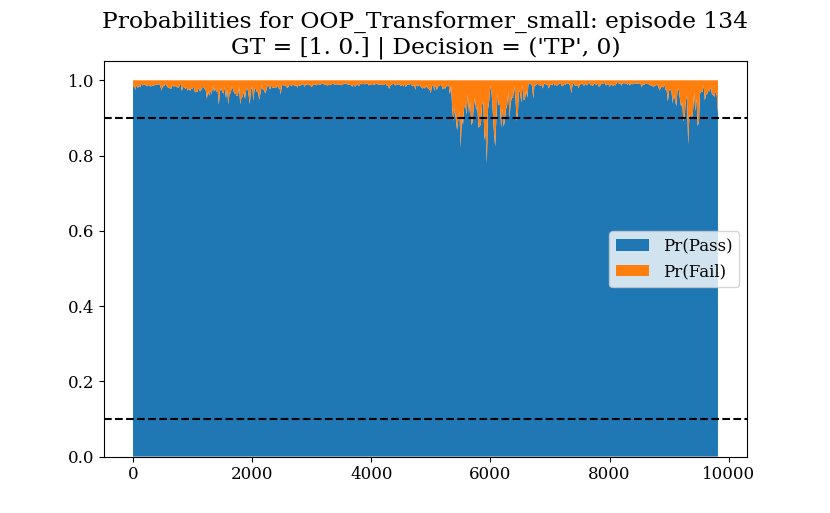 Probabilities for OOP_Transformer_small: episode 134
GT = [1. 0.] | Decision = ('TP', 0)
1.0
0.8
0.6
0.4
0.2
0.0
Pr(Pass)
Pr(Fail)
0 2000 4000 6000 8000 10000